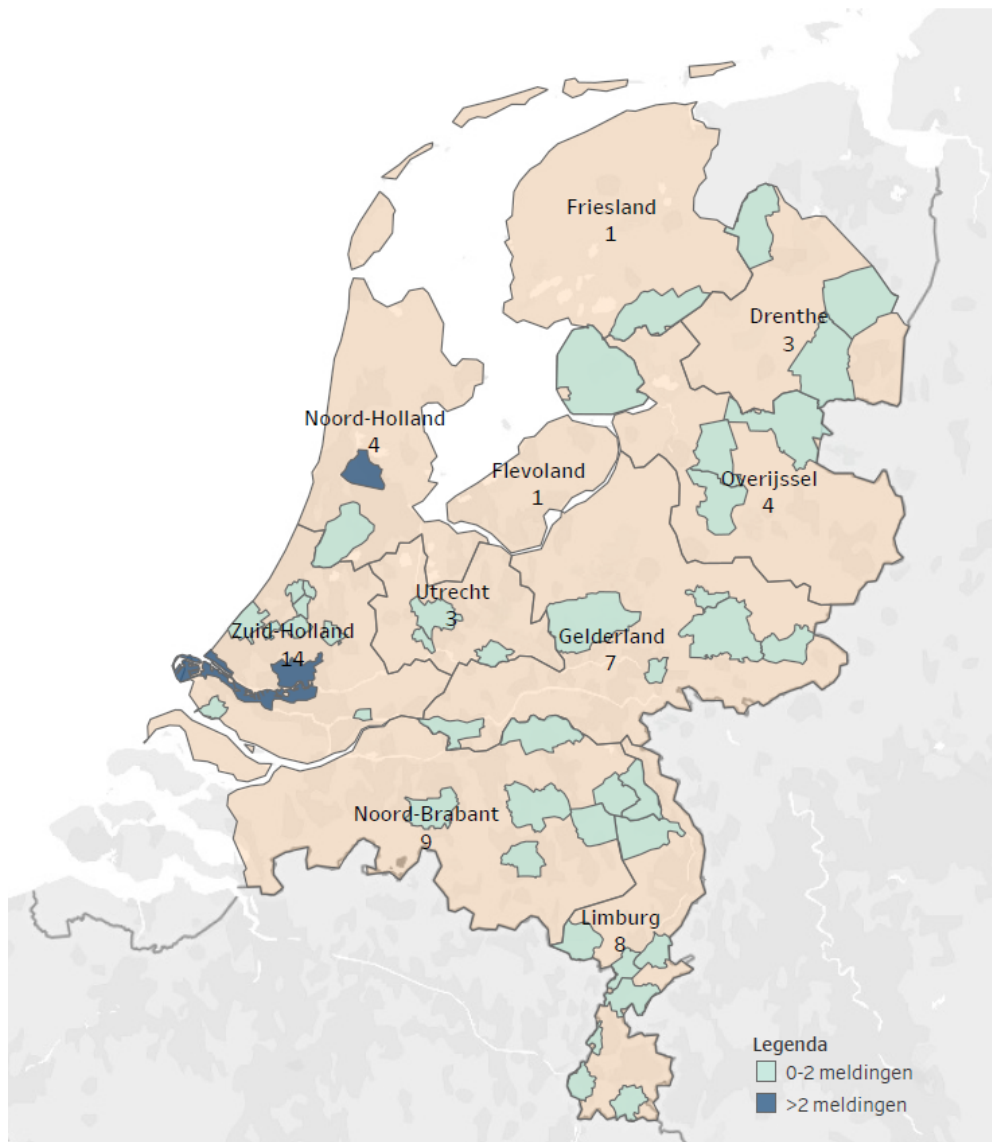 Friesland
1
Drenthe
3
Noord-Holland
4
Flevoland
1
Overijssel
4
Utrecht
3
Zuid-Holland
14
Gelderland
7
Noord-Brabant
9
Limburg
8
Legenda
0-2 meldingen
>2 meldingen